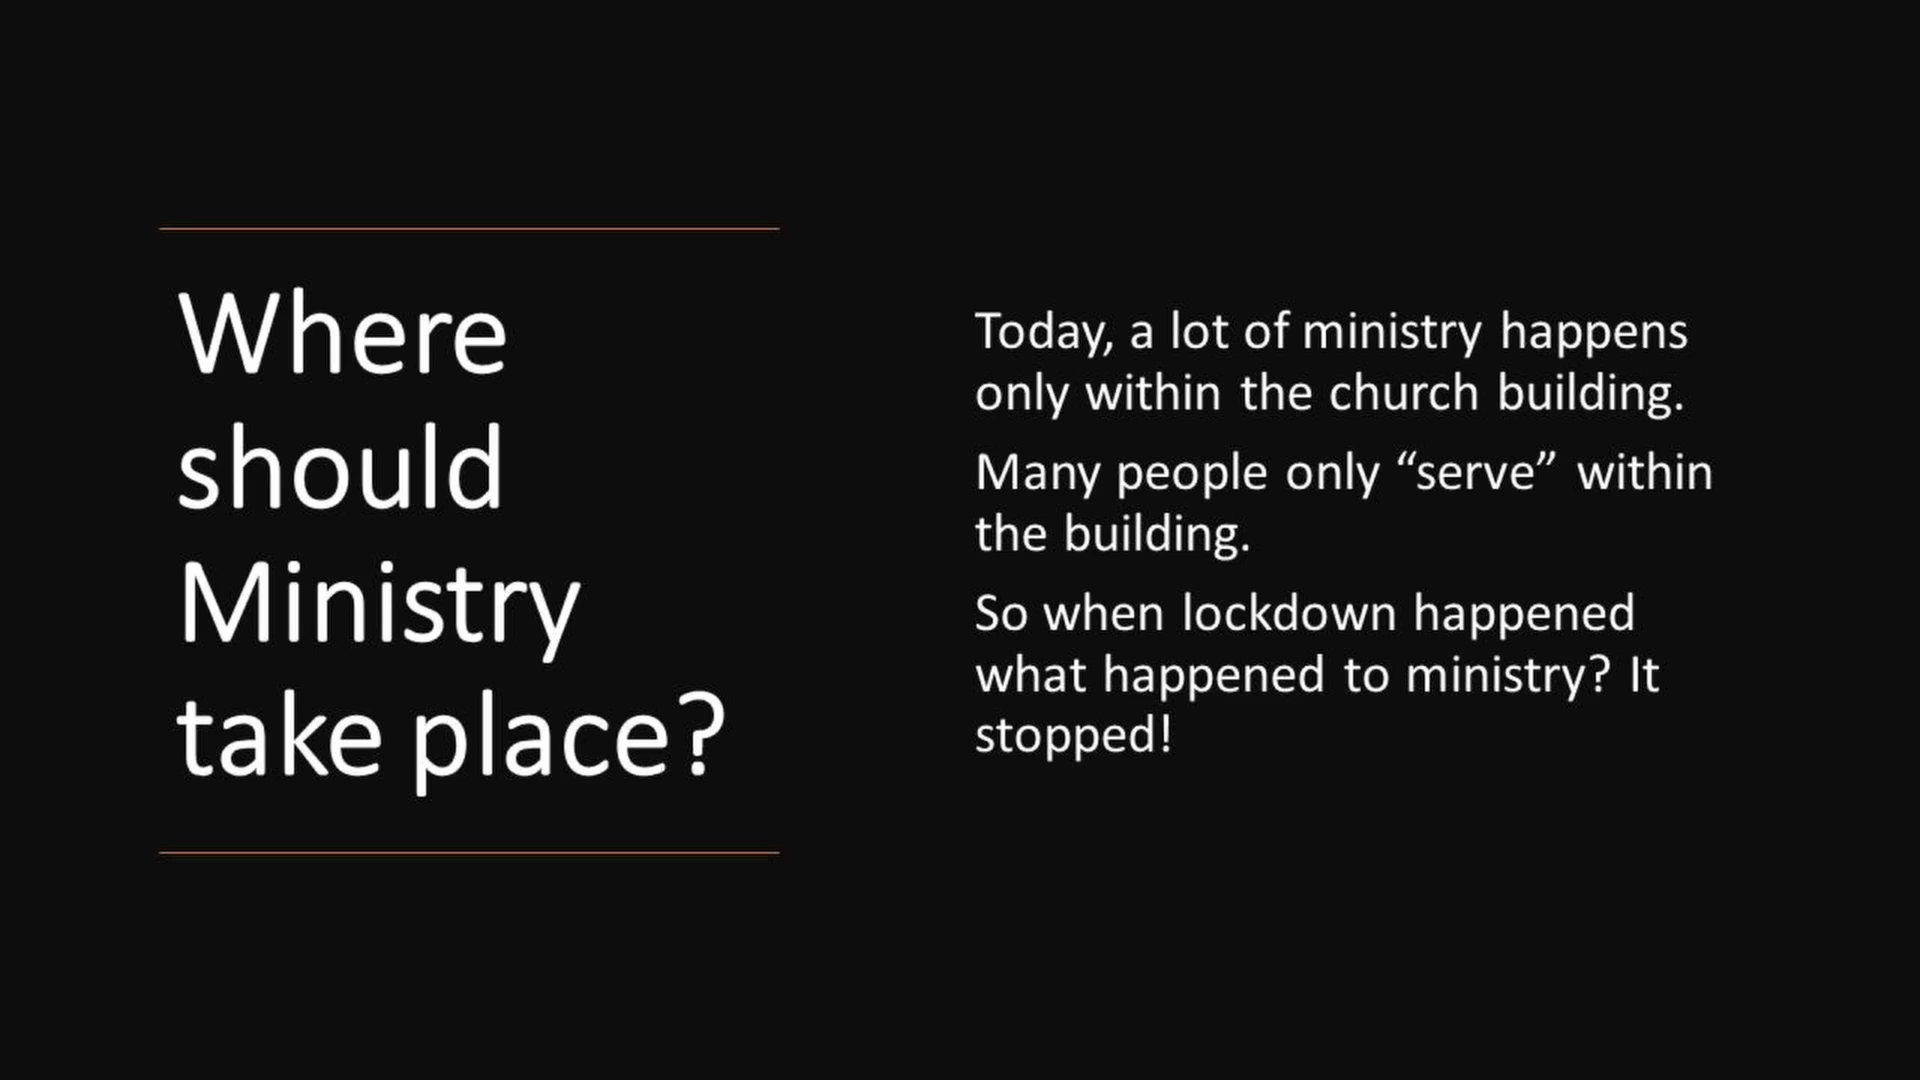 Where
should
Ministry
take place?
Today, a lot of ministry happens
only within the church building.
Many people only “serve” within
the building.
So when lockdown happened
what happened to ministry? It
stopped!